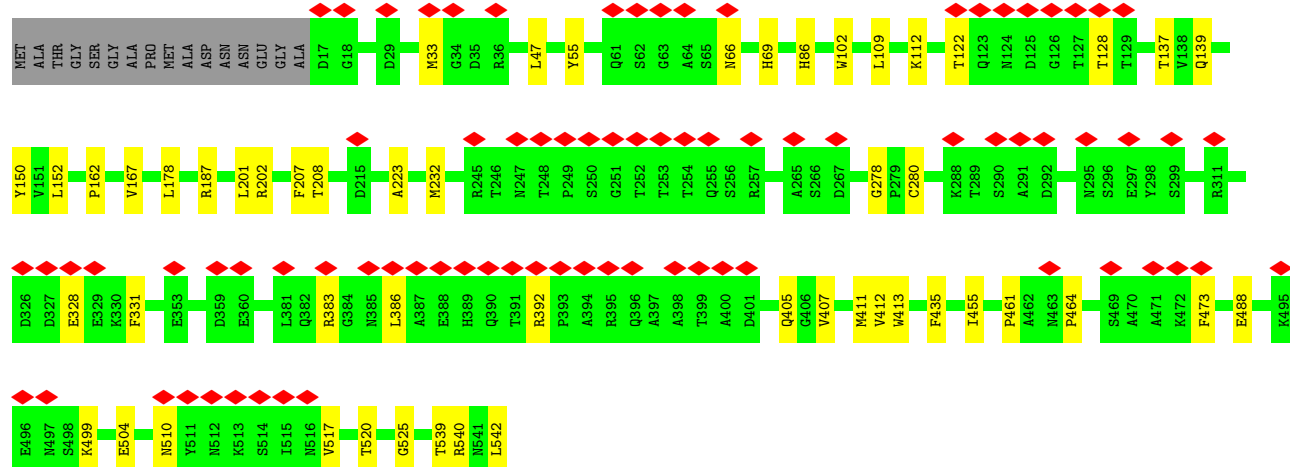 MET ALA THR GLY SER GLY ALA PRO MET ALA ASP ASN ASN GLU GLY ALA D17 G18 D29 M33 G34 D35 R36 L47 Y55 Q61 S62 G63 A64 S65 N66 H69 H86 W102 L109 K112 T122 Q123 N124 D125 G126 T127 T128 T129 T137 V138 Q139
Y150 V151 L152 P162 V167 L178 R187 L201 R202 F207 T208 D215 A223 M232 R245 T246 N247 T248 P249 S250 G251 T252 T253 T254 Q255 S256 R257 A265 S266 D267 G278 P279 C280 K288 T289 S290 A291 D292 N295 S296 E297 Y298 S299 R311
D326 D327 E328 E329 K330 F331 E353 D359 E360 L381 Q382 R383 G384 N385 L386 A387 E388 H389 Q390 T391 R392 P393 A394 R395 Q396 A397 A398 T399 A400 D401 Q405 G406 V407 M411 V412 W413 F435 I455 P461 A462 N463 P464 S469 A470 A471 K472 F473 E488 K495
E496 N497 S498 K499 E504 N510 Y511 N512 K513 S514 I515 N516 V517 T520 G525 T539 R540 N541 L542